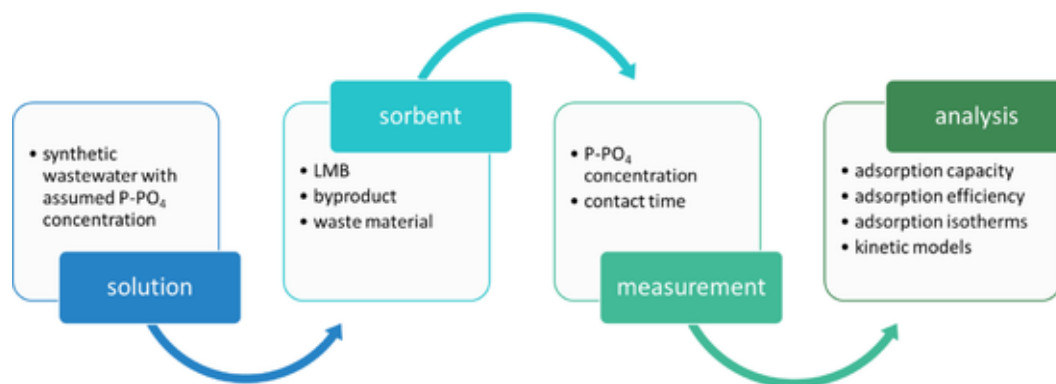 • synthetic
wastewater with
assumed P-PO₄
concentration
solution
sorbent
• LMB
• byproduct
• waste material
• P-PO₄
concentration
• contact time
measurement
analysis
• adsorption capacity
• adsorption efficiency
• adsorption isotherms
• kinetic models